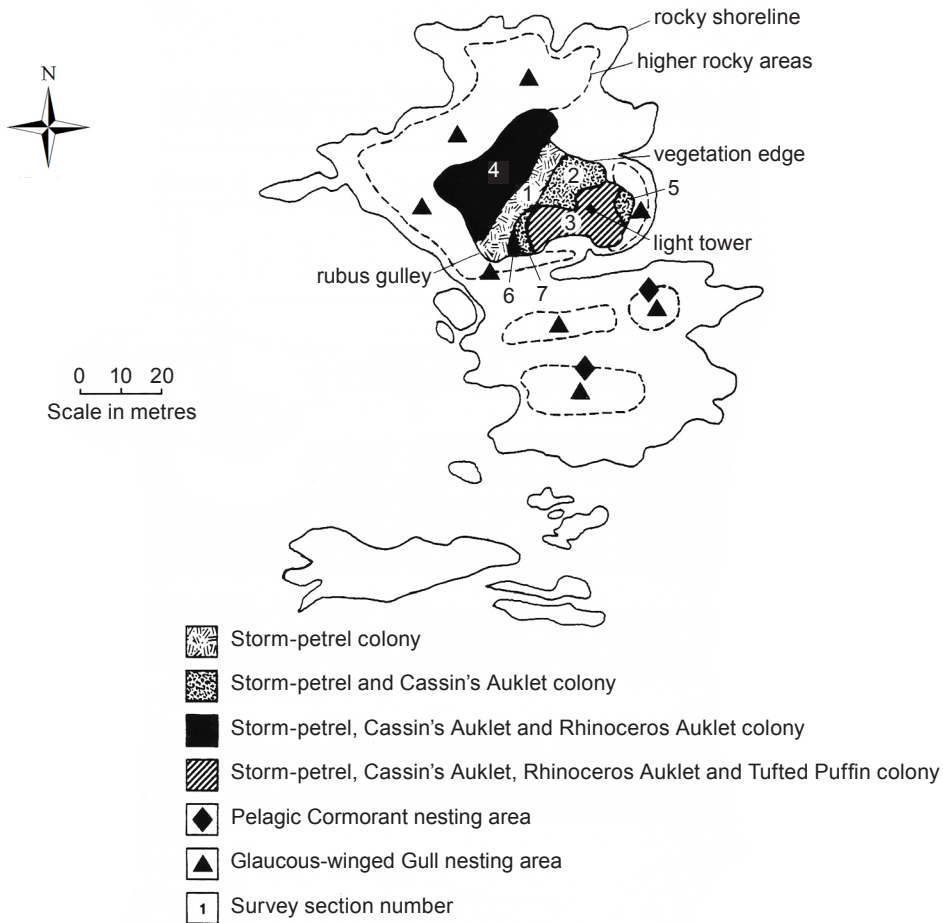 rocky shoreline
N
higher rocky areas
4
vegetation edge
2
1
5
3
light tower
rubus gulley
6
7
0 10 20
Scale in metres
Storm-petrel colony
Storm-petrel and Cassin's Auklet colony
Storm-petrel, Cassin's Auklet and Rhinoceros Auklet colony
Storm-petrel, Cassin's Auklet, Rhinoceros Auklet and Tufted Puffin colony
Pelagic Cormorant nesting area
Glaucous-winged Gull nesting area
1 Survey section number